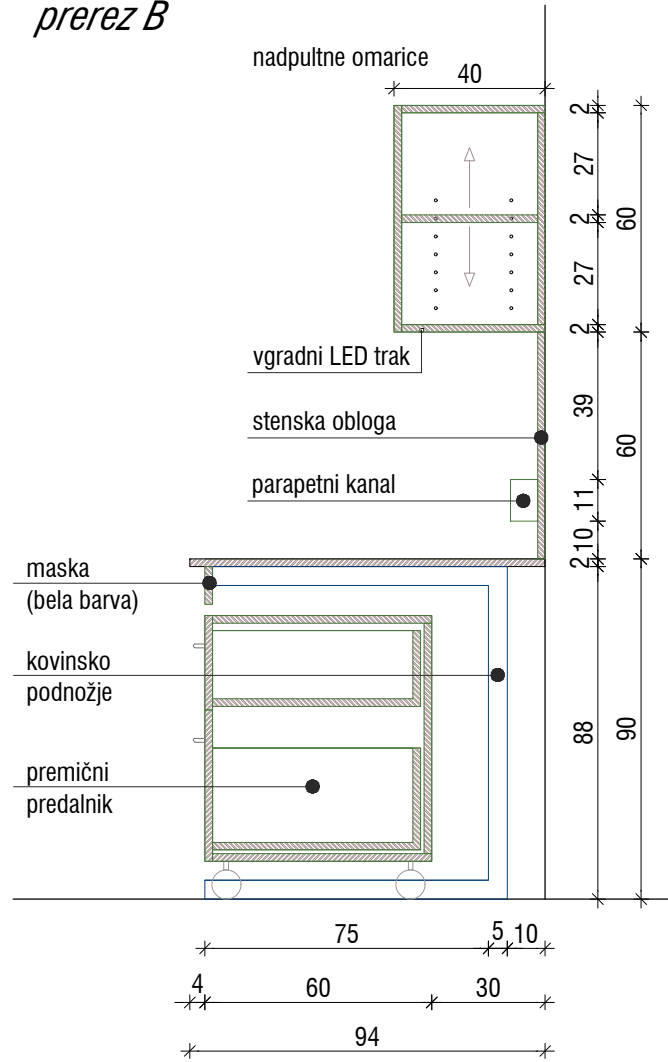 prerez B
nadpultne omarice
40
2
27
2
27
2
60
vgradni LED trak
39
stenska obloga
60
parapetni kanal
11
10
2
maska
(bela barva)
kovinsko
podnožje
88
90
premični
predalnik
75 5 10
4 60 30
94